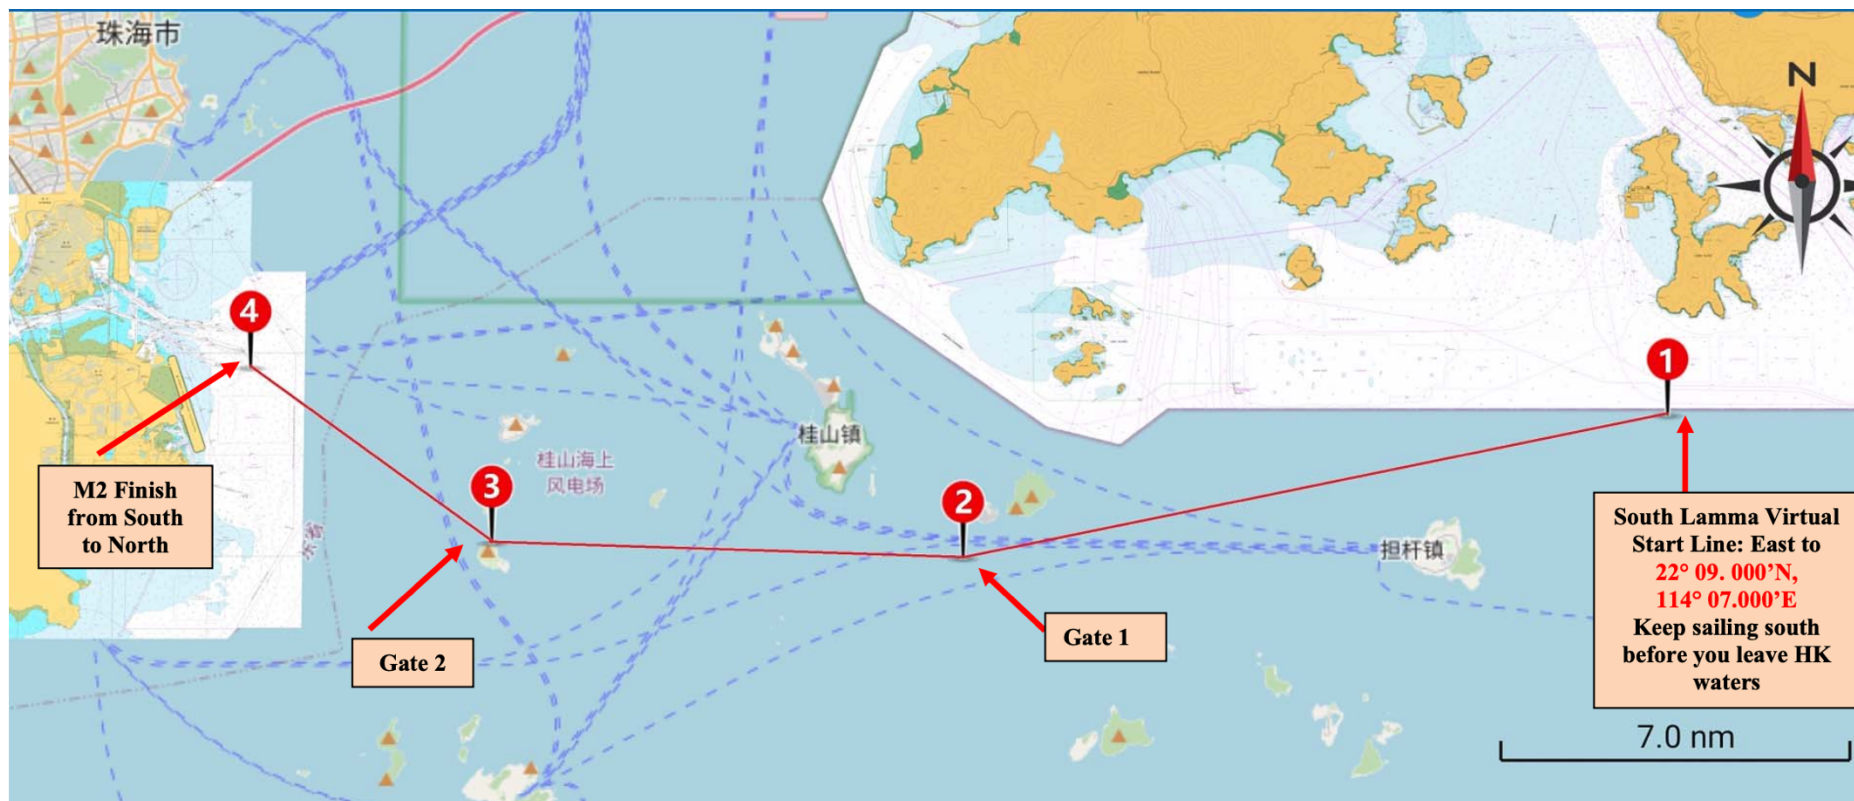 珠海市
N
4
1
3
桂山镇
桂山海上
风电场
2
担杆镇
M2 Finish
from South
to North
Gate 2
Gate 1
South Lamma Virtual
Start Line: East to
22° 09. 000’N,
114° 07.000’E
Keep sailing south
before you leave HK
waters
7.0 nm